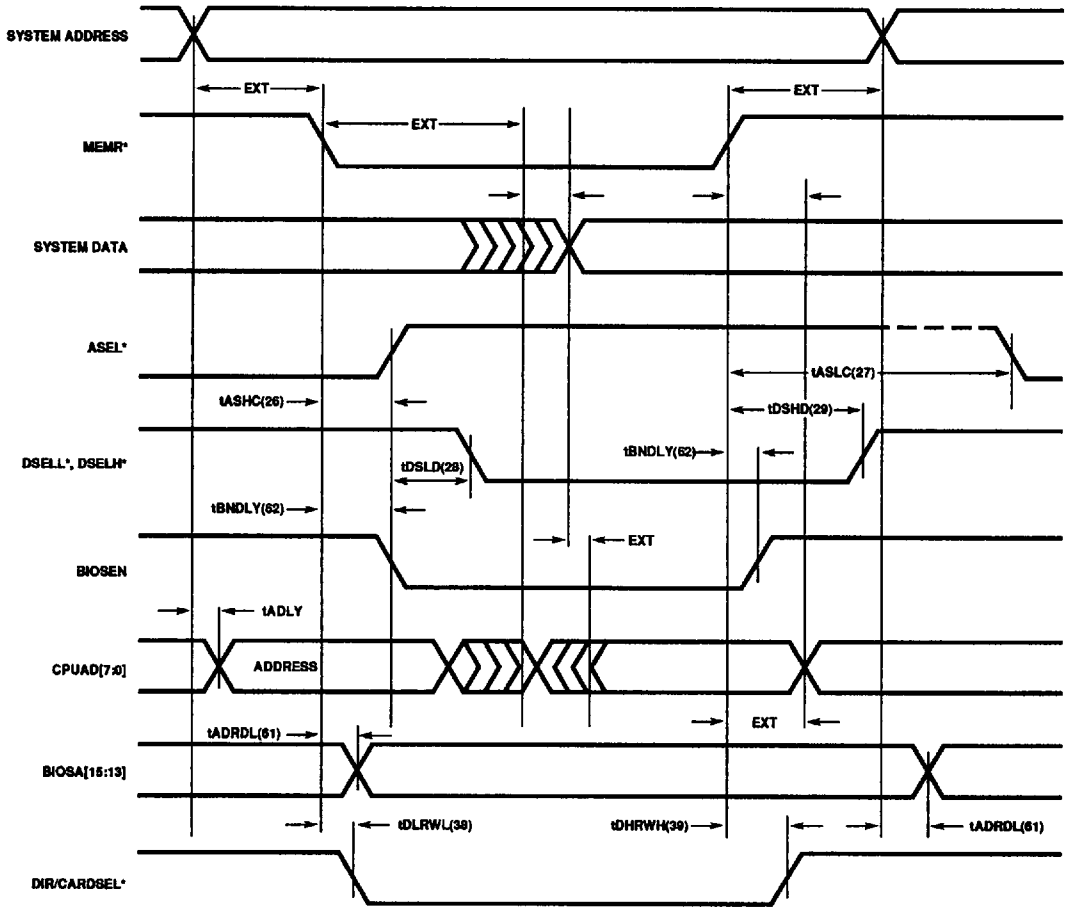 SYSTEM ADDRESS
EXT
EXT
EXT
MEMR*
SYSTEM DATA
ASEL*
tASLC(27)
tASHC(26)
tDSHD(29)
DSELL*, DSELH*
tDSLD(28)
tBNDLY(62)
tBNDLY(62)
EXT
BIOSEN
tADLY
CPUAD[7:0]
ADDRESS
EXT
tADRDL(61)
BIOSA[15:13]
tDLRWL(38)
tDHRWH(39)
tADRDL(61)
DIR/CARDSEL*